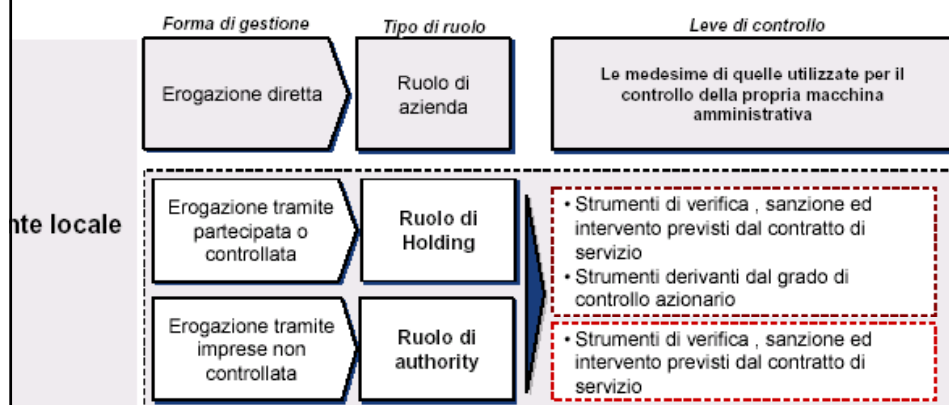 Forma di gestione
Tipo di ruolo
Leve di controllo
Erogazione diretta
Ruolo di
azienda
Le medesime di quelle utilizzate per il
controllo della propria macchina
amministrativa
nte locale
Erogazione tramite
partecipata o
controllata
Ruolo di
Holding
• Strumenti di verifica , sanzione ed
intervento previsti dal contratto di
servizio
• Strumenti derivanti dal grado di
controllo azionario
Erogazione tramite
imprese non
controllata
Ruolo di
authority
• Strumenti di verifica , sanzione ed
intervento previsti dal contratto di
servizio